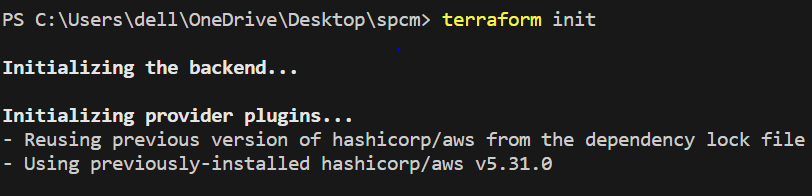 PS C:\Users\dell\OneDrive\Desktop\spcm> terraform init
Initializing the backend...
Initializing provider plugins...
- Reusing previous version of hashicorp/aws from the dependency lock file
- Using previously-installed hashicorp/aws v5.31.0